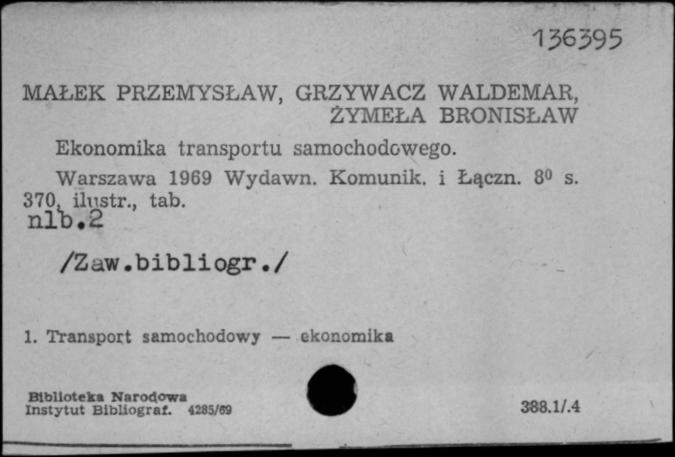 136395
MAŁEK PRZEMYSŁAW, GRZYWACZ WALDEMAR,
ŻYMEŁA BRONISŁAW
Ekonomika transportu samochodowego.
Warszawa 1969 Wydawn. Komunik. i Łączn. 8⁰ s.
370, ilustr., tab.
nlb.2
/Zaw.bibliogr./
1. Transport samochodowy — ekonomika
Biblioteka Narodowa
Instytut Bibliograf. 4285/69
388.1/.4